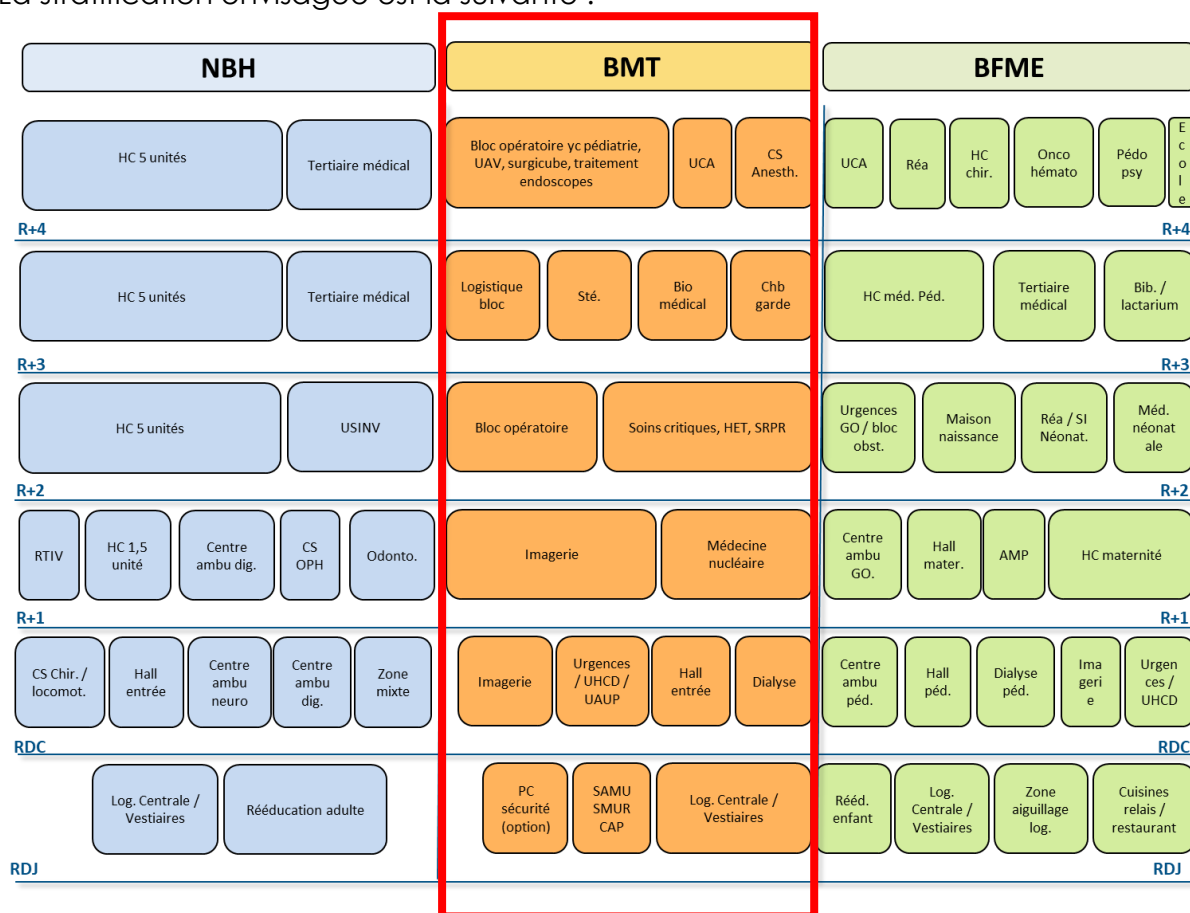 La stratification envisagée est la suivante :
NBH
BMT
BFME
HC 5 unités
Tertiaire médical
Bloc opératoire yc pédiatrie,
UAV, surgicube, traitement
endoscopes
UCA
CS
Anesth.
UCA
Réa
HC
chir.
Onco
hémato
Pédo
psy
E
c
o
l
e
R+4
R+4
HC 5 unités
Tertiaire médical
Logistique
bloc
Sté.
Bio
médical
Chb
garde
HC méd. Péd.
Tertiaire
médical
Bib. /
lactarium
R+3
R+3
HC 5 unités
USINV
Bloc opératoire
Soins critiques, HET, SRPR
Urgences
GO / bloc
obst.
Maison
naissance
Réa / SI
Néonat.
Méd.
néonat
ale
R+2
R+2
RTIV
HC 1,5
unité
Centre
ambu dig.
CS
OPH
Odonto.
Imagerie
Médecine
nucléaire
Centre
ambu
GO.
Hall
mater.
AMP
HC maternité
R+1
R+1
CS Chir. /
locomot.
Hall
entrée
Centre
ambu
neuro
Centre
ambu
dig.
Zone
mixte
Imagerie
Urgences
/ UHCD /
UAUP
Hall
entrée
Dialyse
Centre
ambu
péd.
Hall
péd.
Dialyse
péd.
Ima
geri
e
Urgen
ces /
UHCD
RDC
RDC
Log. Centrale /
Vestiaires
Rééducation adulte
PC
sécurité
(option)
SAMU
SMUR
CAP
Log. Centrale /
Vestiaires
Rééd.
enfant
Log.
Centrale /
Vestiaires
Zone
aiguillage
log.
Cuisines
relais /
restaurant
RDJ
RDJ